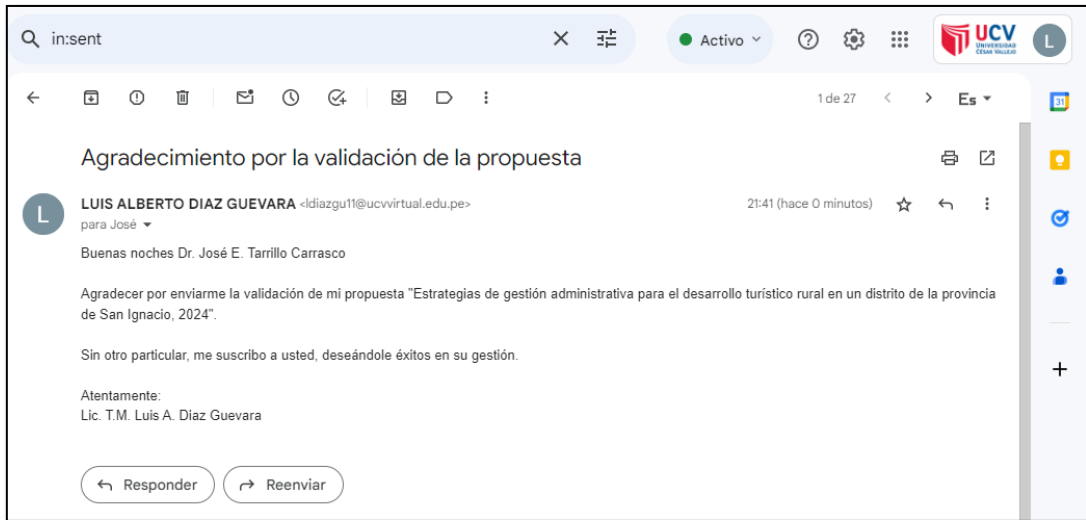 in:sent
Activo
UCV
UNIVERSIDAD
CÉSAR VALLEJO
L
1 de 27
Es
31
Agradecimiento por la validación de la propuesta
L
LUIS ALBERTO DIAZ GUEVARA <ldiazgu11@ucvvirtual.edu.pe>
21:41 (hace 0 minutos)
para José
Buenas noches Dr. José E. Tarrillo Carrasco
Agradecer por enviarme la validación de mi propuesta "Estrategias de gestión administrativa para el desarrollo turístico rural en un distrito de la provincia
de San Ignacio, 2024".
Sin otro particular, me suscribo a usted, deseándole éxitos en su gestión.
Atentamente:
Lic. T.M. Luis A. Diaz Guevara
Responder
Reenviar